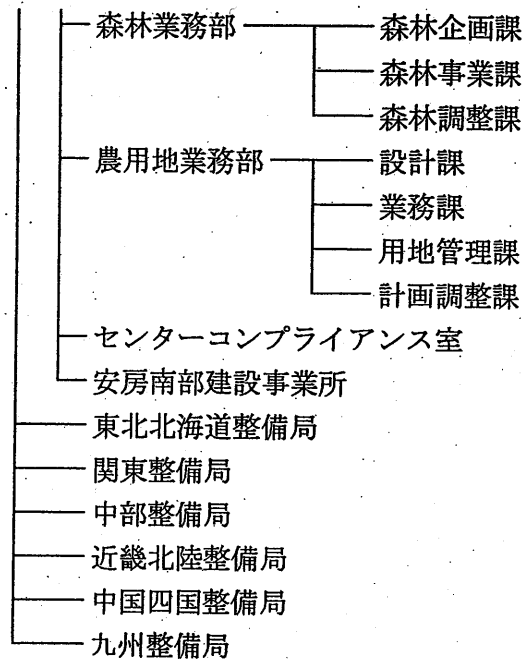 森林業務部 森林企画課
森林事業課
森林調整課
農用地業務部 設計課
業務課
用地管理課
計画調整課
センターコンプライアンス室
安房南部建設事業所
東北北海道整備局
関東整備局
中部整備局
近畿北陸整備局
中国四国整備局
九州整備局